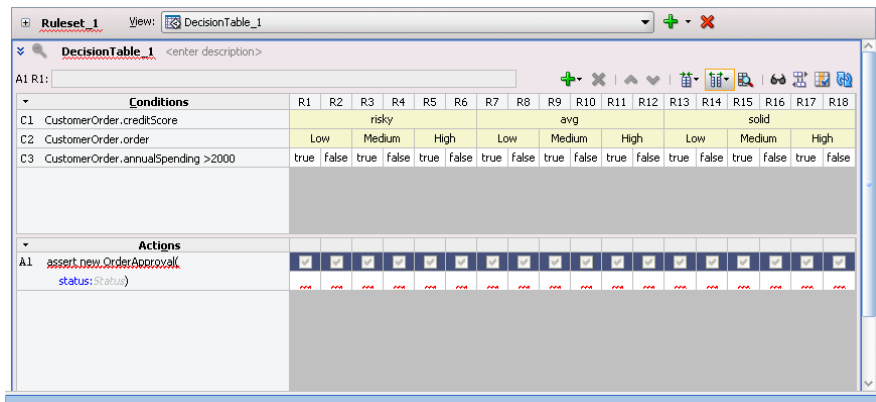 Ruleset_1 View: DecisionTable_1
DecisionTable_1 <enter description>
A1 R1:
Conditions R1 R2 R3 R4 R5 R6 R7 R8 R9 R10 R11 R12 R13 R14 R15 R16 R17 R18
C1 CustomerOrder.creditScore risky avg solid
C2 CustomerOrder.order Low Medium High Low Medium High Low Medium High
C3 CustomerOrder.annualSpending >2000 true false true false true false true false true false true false true false true false true false
Actions
A1 assert new OrderApproval(
status:Status)